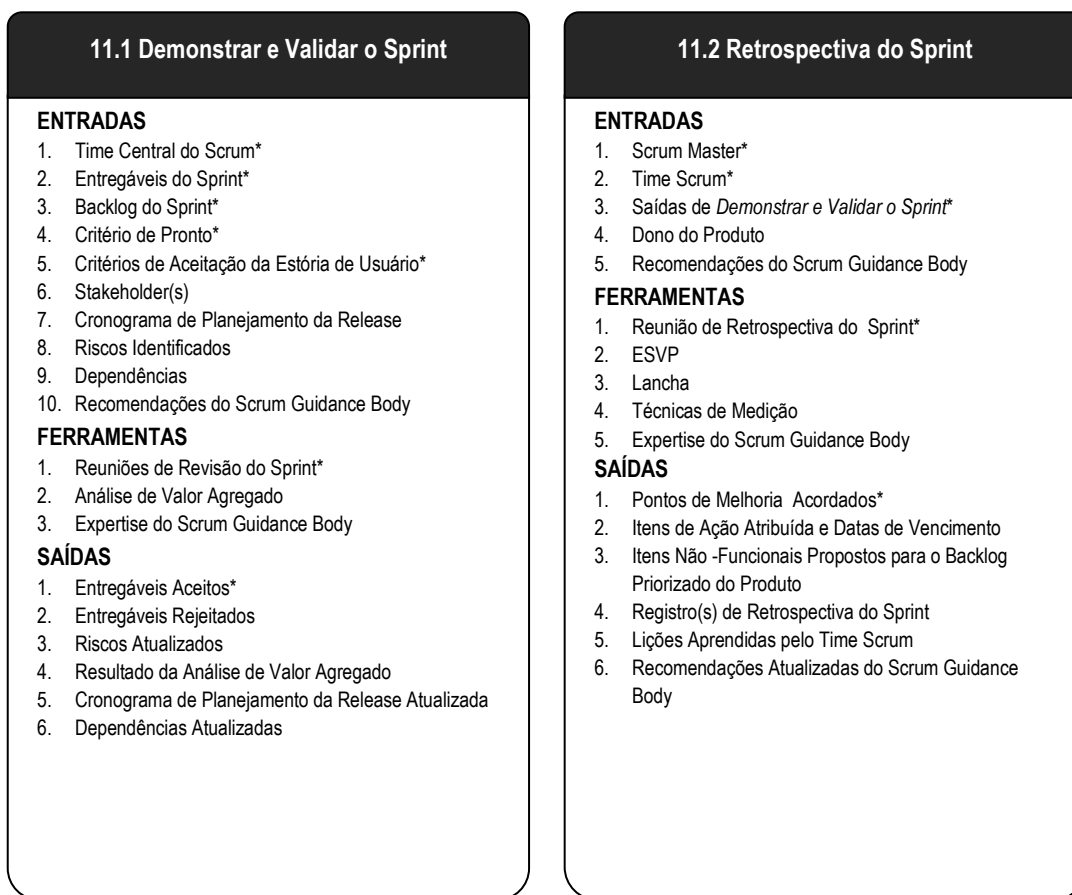 11.1 Demonstrar e Validar o Sprint
ENTRADAS
1. Time Central do Scrum*
2. Entregáveis do Sprint*
3. Backlog do Sprint*
4. Critério de Pronto*
5. Critérios de Aceitação da Estória de Usuário*
6. Stakeholder(s)
7. Cronograma de Planejamento da Release
8. Riscos Identificados
9. Dependências
10. Recomendações do Scrum Guidance Body
FERRAMENTAS
1. Reuniões de Revisão do Sprint*
2. Análise de Valor Agregado
3. Expertise do Scrum Guidance Body
SAÍDAS
1. Entregáveis Aceitos*
2. Entregáveis Rejeitados
3. Riscos Atualizados
4. Resultado da Análise de Valor Agregado
5. Cronograma de Planejamento da Release Atualizada
6. Dependências Atualizadas
11.2 Retrospectiva do Sprint
ENTRADAS
1. Scrum Master*
2. Time Scrum*
3. Saídas de Demonstrar e Validar o Sprint*
4. Dono do Produto
5. Recomendações do Scrum Guidance Body
FERRAMENTAS
1. Reunião de Retrospectiva do Sprint*
2. ESVP
3. Lancha
4. Técnicas de Medição
5. Expertise do Scrum Guidance Body
SAÍDAS
1. Pontos de Melhoria Acordados*
2. Itens de Ação Atribuída e Datas de Vencimento
3. Itens Não -Funcionais Propostos para o Backlog
Priorizado do Produto
4. Registro(s) de Retrospectiva do Sprint
5. Lições Aprendidas pelo Time Scrum
6. Recomendações Atualizadas do Scrum Guidance
Body